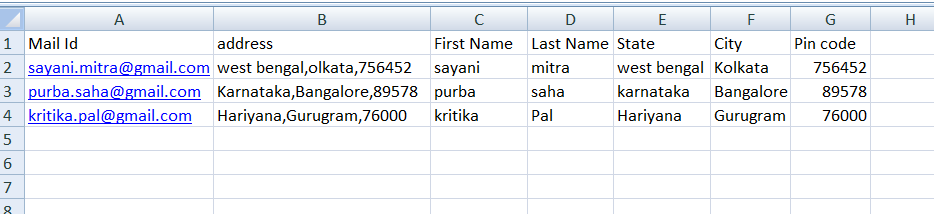 A B C D E F G H
1 Mail Id address First Name Last Name State City Pin code
2 sayani.mitra@gmail.com west bengal,olkata,756452 sayani mitra west bengal Kolkata 756452
3 purba.saha@gmail.com Karnataka,Bangalore,89578 purba saha karnataka Bangalore 89578
4 kritika.pal@gmail.com Hariyana,Gurugram,76000 kritika Pal Hariyana Gurugram 76000
5
6
7
8